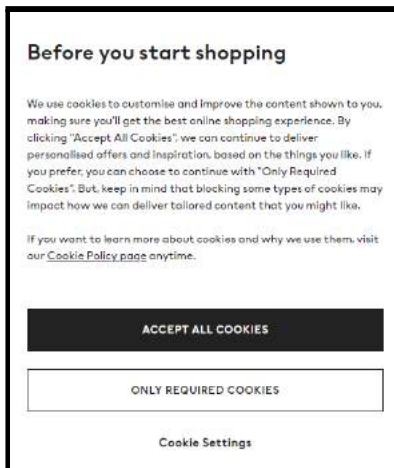 Before you start shopping
We use cookies to customise and improve the content shown to you,
making sure you'll get the best online shopping experience. By
clicking "Accept All Cookies", we can continue to deliver
personalised offers and inspiration, based on the things you like. If
you prefer, you can choose to continue with "Only Required
Cookies". But, keep in mind that blocking some types of cookies may
impact how we can deliver tailored content that you might like.
If you want to learn more about cookies and why we use them, visit
our Cookie Policy page anytime.
ACCEPT ALL COOKIES
ONLY REQUIRED COOKIES
Cookie Settings